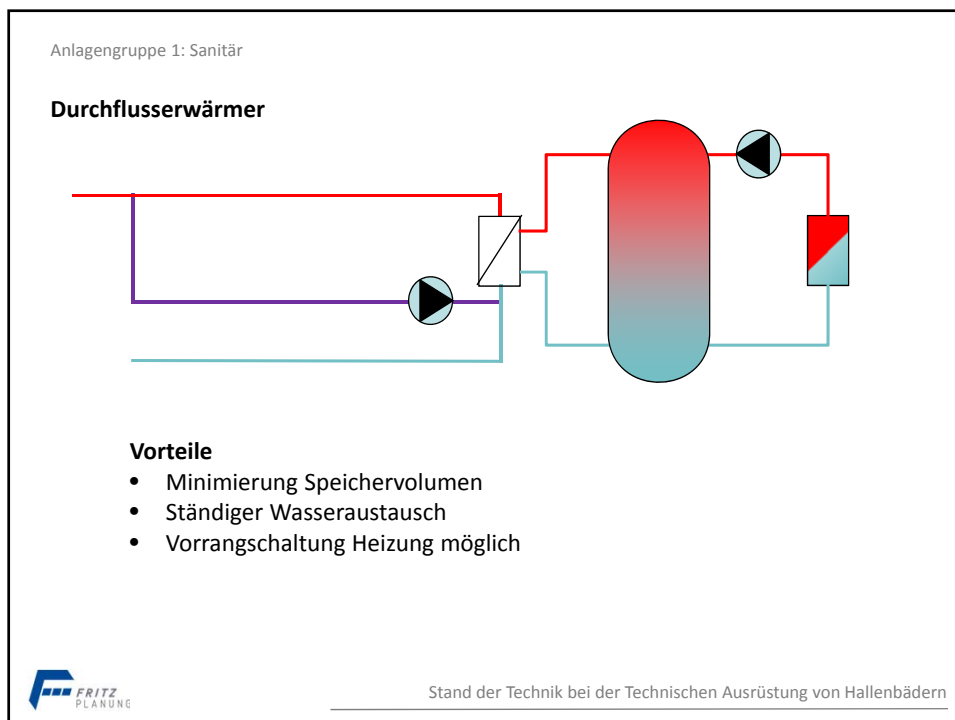 Anlagengruppe 1: Sanitär
Durchflusserwärmer
Vorteile
• Minimierung Speichervolumen
• Ständiger Wasseraustausch
• Vorrangschaltung Heizung möglich
FRITZ
PLANUNG
Stand der Technik bei der Technischen Ausrüstung von Hallenbädern